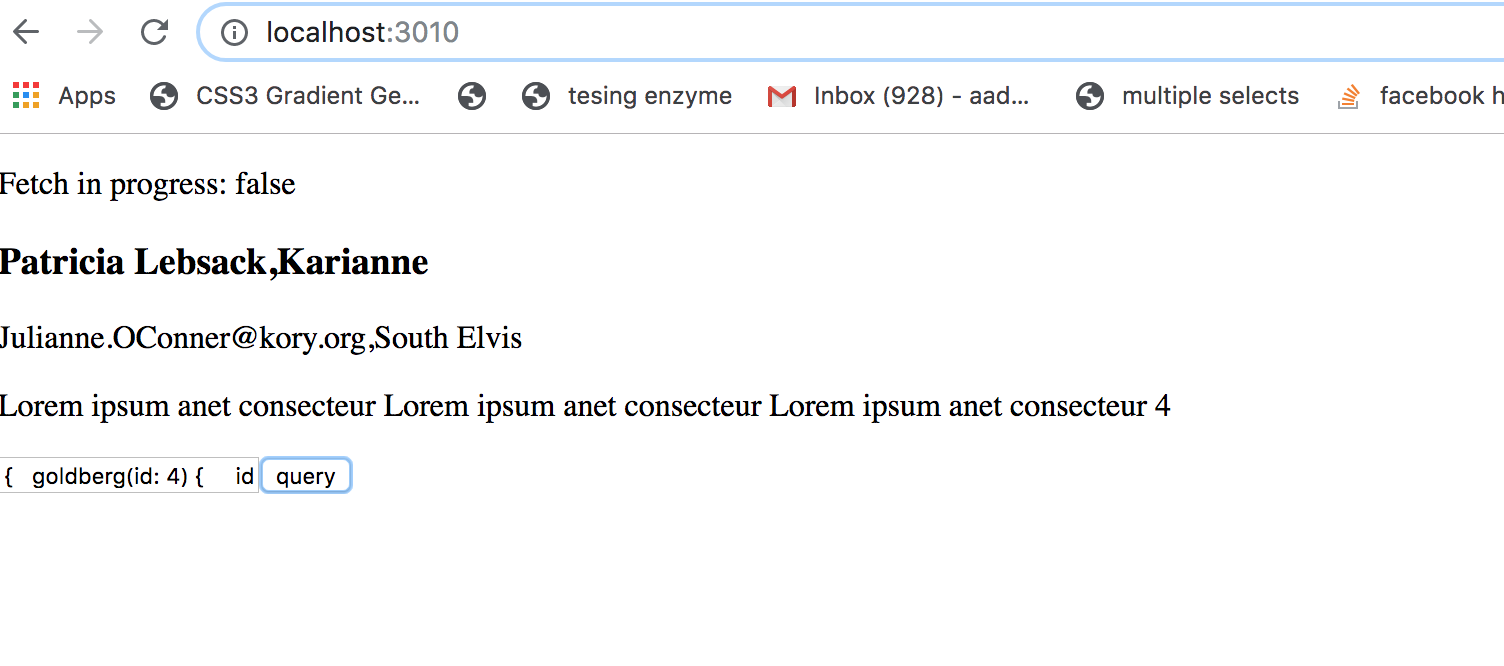 localhost:3010
Apps CSS3 Gradient Ge... tesing enzyme Inbox (928) - aad... multiple selects facebook h
Fetch in progress: false
Patricia Lebsack,Karianne
Julianne.OConner@kory.org,South Elvis
Lorem ipsum anet consecteur Lorem ipsum anet consecteur Lorem ipsum anet consecteur 4
{ goldberg(id: 4) { id query